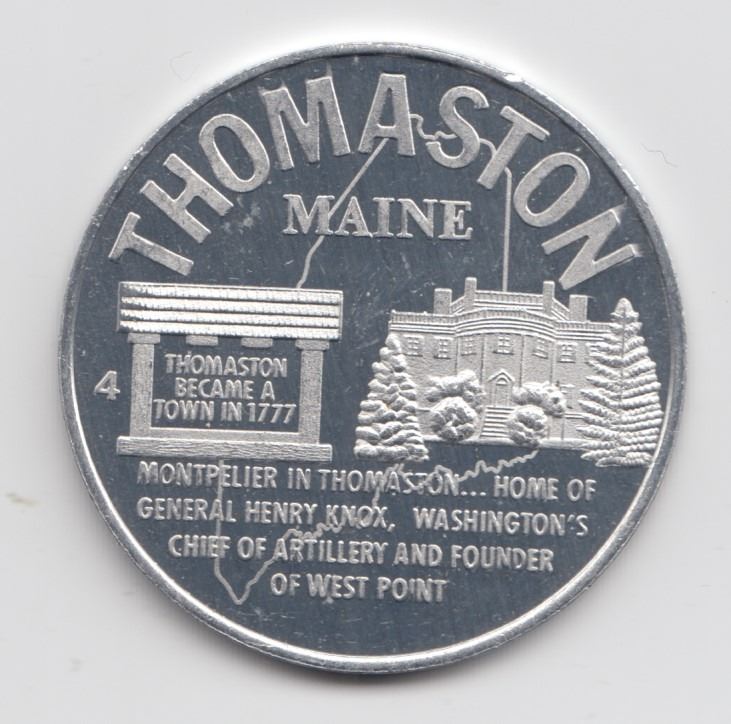 THOMASTON
MAINE
THOMASTON
BECAME A
TOWN IN 1777
4
MONTPELIER IN THOMASTON... HOME OF
GENERAL HENRY KNOX, WASHINGTON'S
CHIEF OF ARTILLERY AND FOUNDER
OF WEST POINT